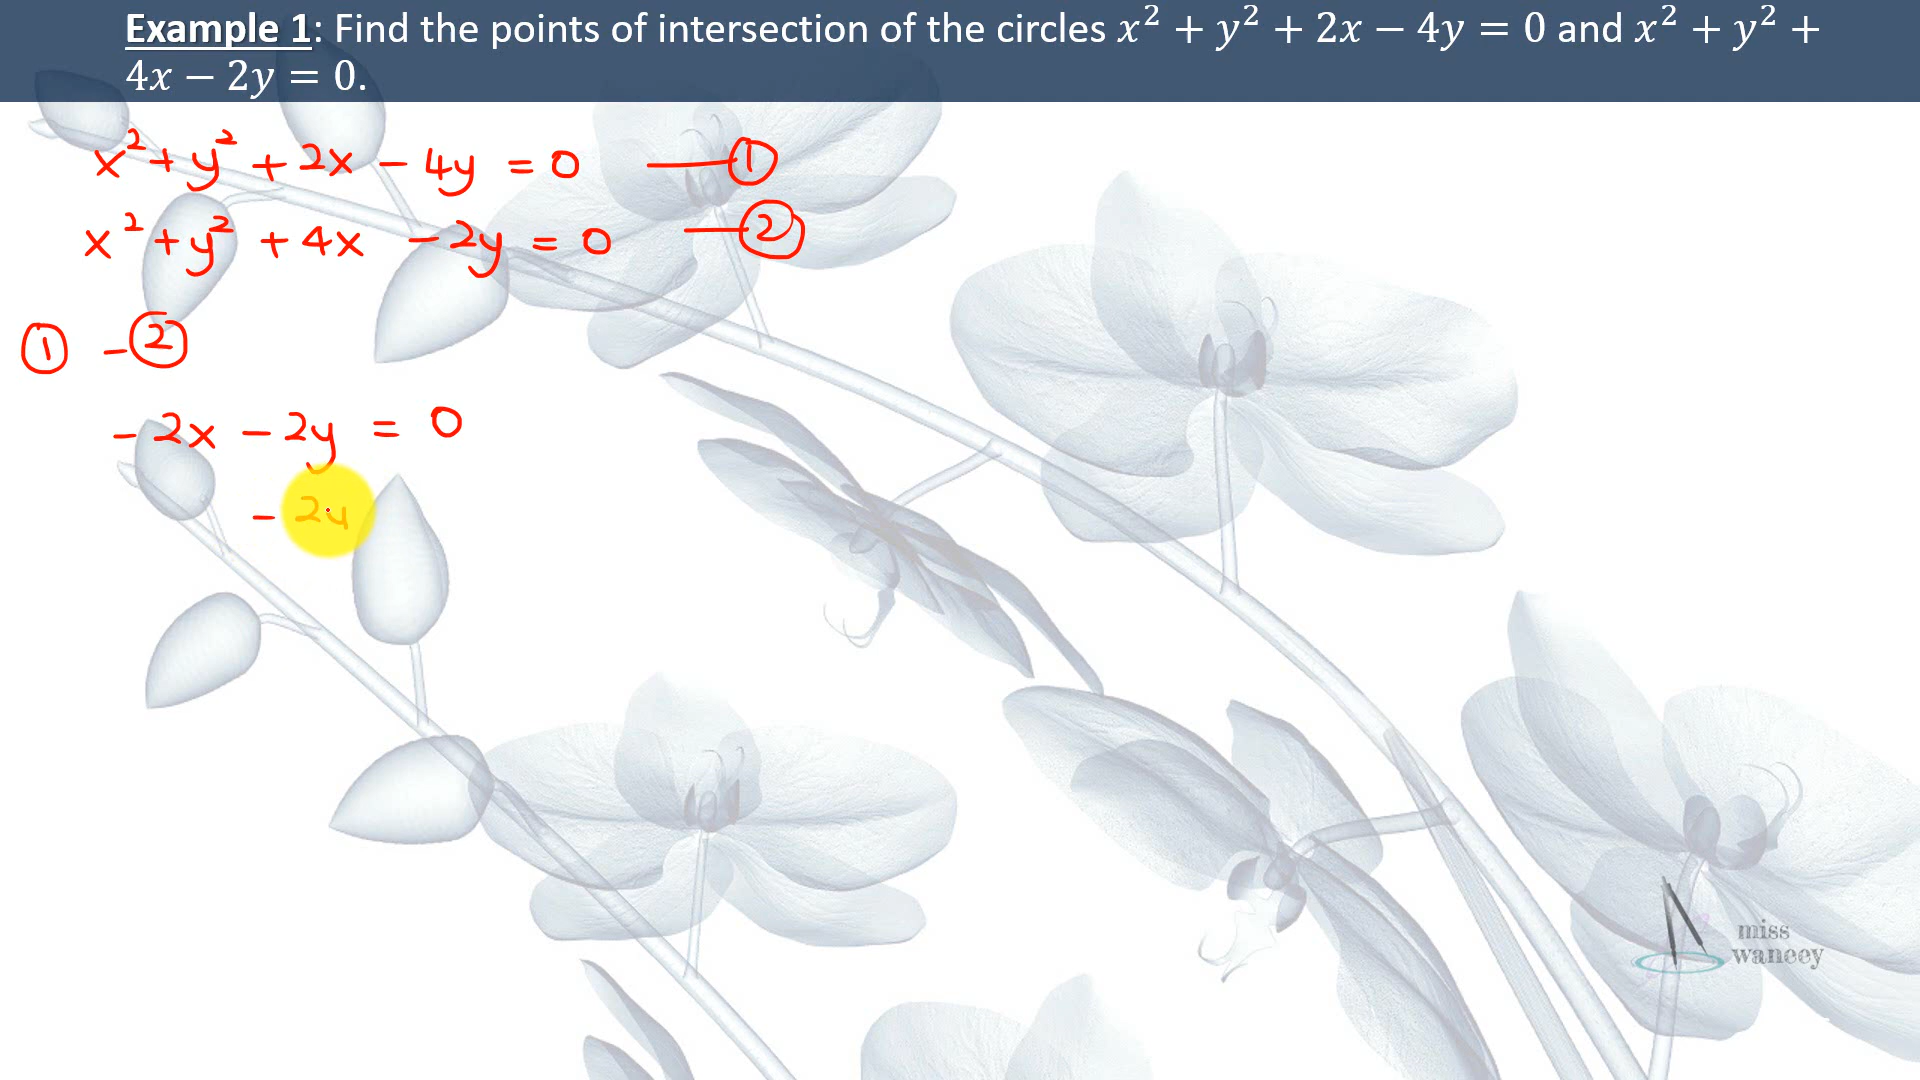 Example 1: Find the points of intersection of the circles x² + y² + 2x − 4y = 0 and x² + y² +
4x − 2y = 0.
x² + y² + 2x − 4y = 0 —①
x² + y² + 4x − 2y = 0 —②
① − ②
−2x − 2y = 0
− 2y
miss
waneey